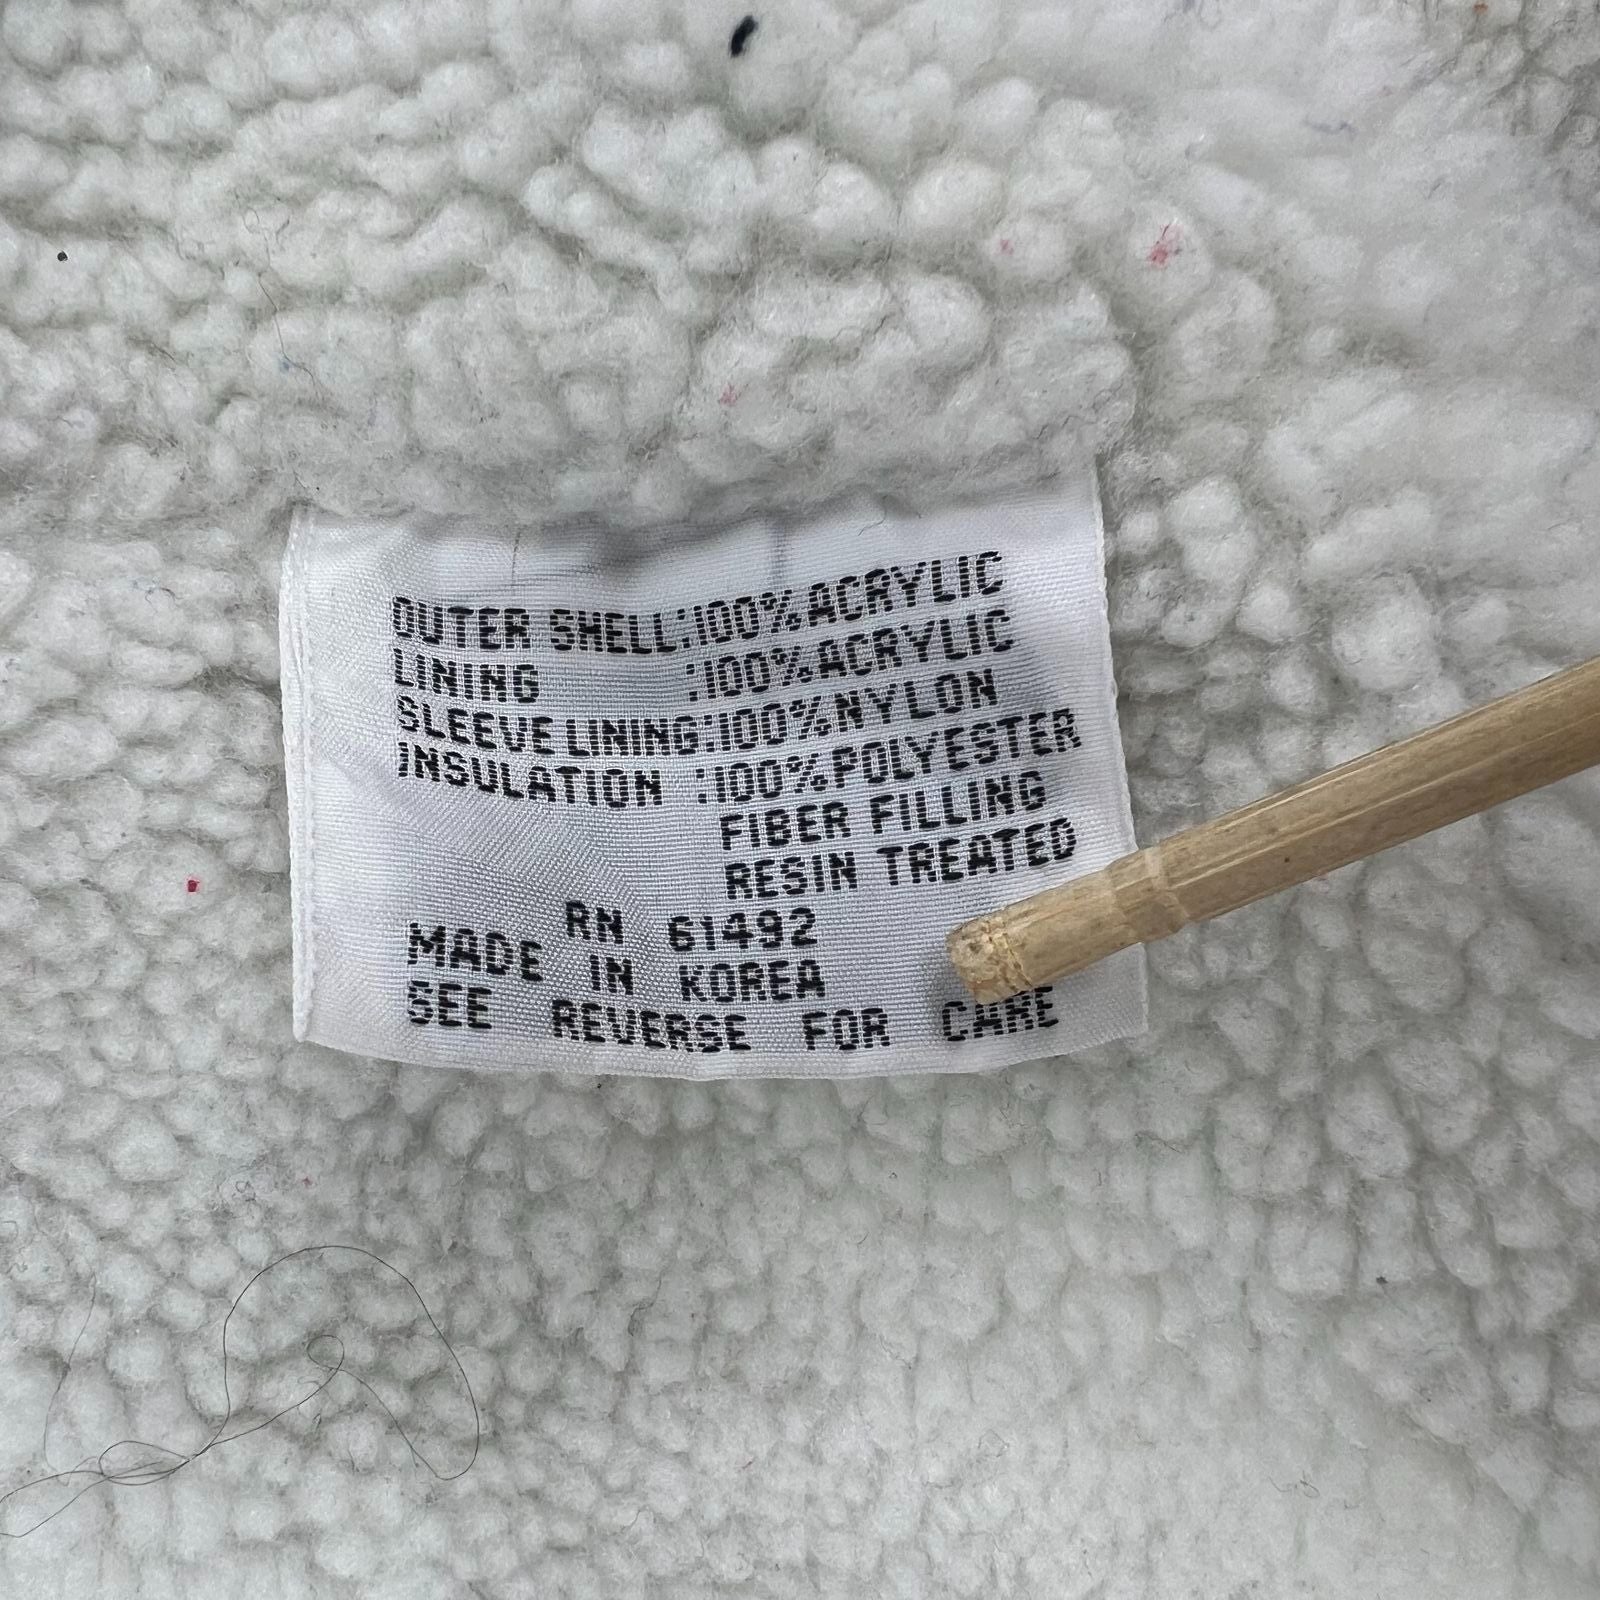 OUTER SHELL:100%ACRYLIC
LINING :100%ACRYLIC
SLEEVE LINING:100%NYLON
INSULATION :100%POLYESTER
FIBER FILLING
RESIN TREATED
RN 61492
MADE IN KOREA
SEE REVERSE FOR CARE